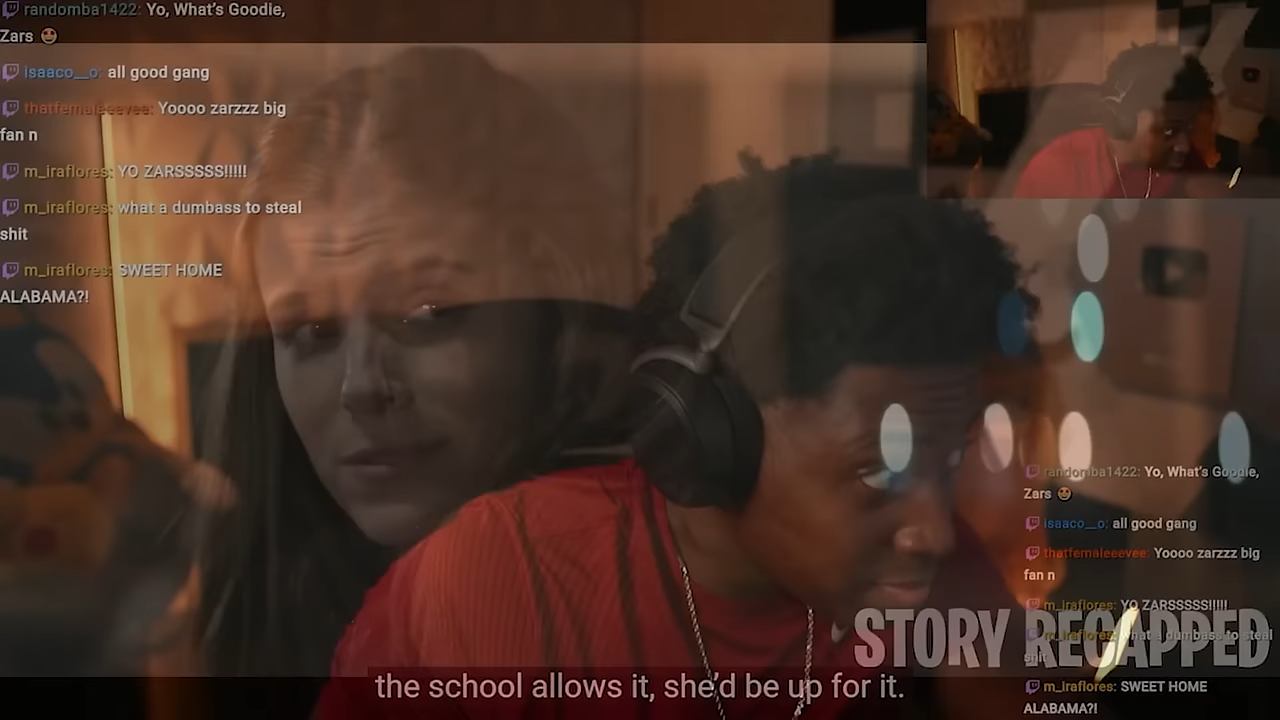 randomba1422: Yo, What's Goodie,
Zars
isaaco__o: all good gang
thatfemaleeevee: Yoooo zarzzz big
fan n
m_iraflores: YO ZARSSSSS!!!!!
m_iraflores: what a dumbass to steal
shit
m_iraflores: SWEET HOME
ALABAMA?!
randomba1422: Yo, What's Goodie,
Zars
isaaco__o: all good gang
thatfemaleeevee: Yoooo zarzzz big
fan n
m_iraflores: YO ZARSSSSS!!!!!
m_iraflores: what a dumbass to steal
shit
m_iraflores: SWEET HOME
ALABAMA?!
STORY RECAPPED
the school allows it, she'd be up for it.